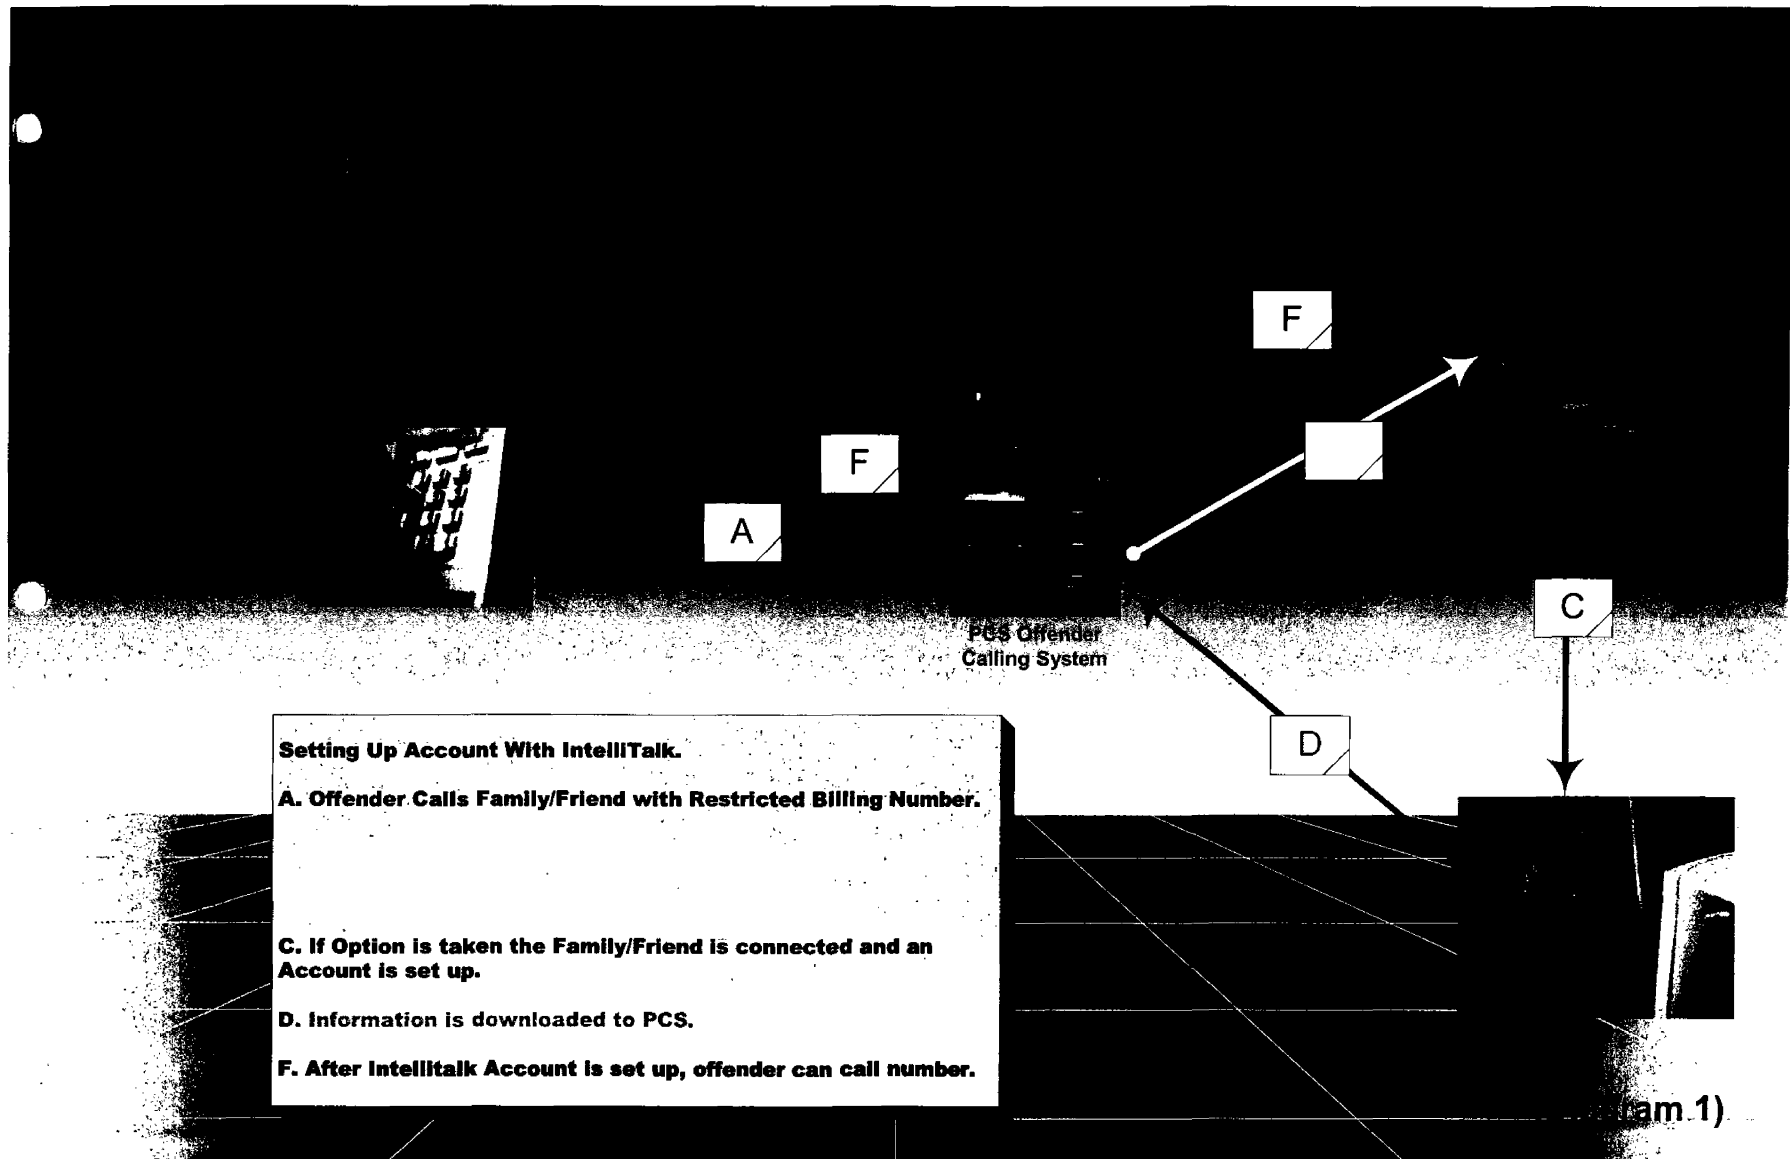 F
F
A
C
PCS Offender
Calling System
D
Setting Up Account With IntelliTalk.
A. Offender Calls Family/Friend with Restricted Billing Number.
C. If Option is taken the Family/Friend is connected and an
Account is set up.
D. Information is downloaded to PCS.
F. After Intellitalk Account is set up, offender can call number.
1)